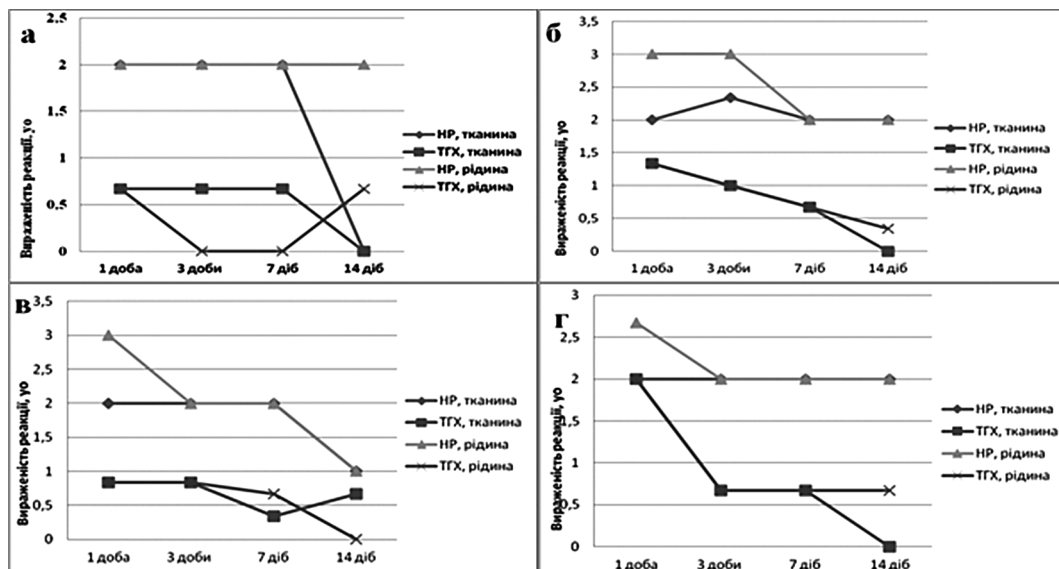 а
Вираженість реакції, уо
2.5
2
1.5
1
0.5
0
1 доба 3 доби 7 діб 14 діб
НР, тканина
ТГХ, тканина
НР, рідина
ТГХ, рідина
б
Вираженість реакції, уо
3,5
3
2,5
2
1,5
1
0,5
0
1 доба 3 доби 7 діб 14 діб
НР, тканина
ТГХ, тканина
НР, рідина
ТГХ, рідина
в
Вираженість реакції, уо
3,5
3
2,5
2
1,5
1
0,5
0
1 доба 3 доби 7 діб 14 діб
НР, тканина
ТГХ, тканина
НР, рідина
ТГХ, рідина
г
Вираженість реакції, уо
3
2,5
2
1,5
1
0,5
0
1 доба 3 доби 7 діб 14 діб
НР, тканина
ТГХ, тканина
НР, рідина
ТГХ, рідина